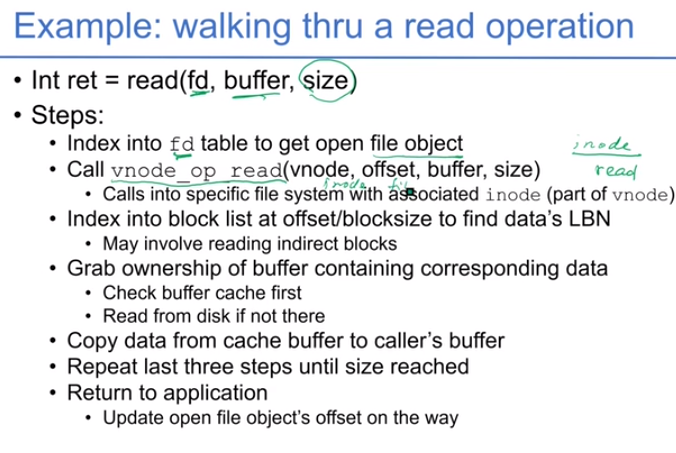 Example: walking thru a read operation
• Int ret = read(fd, buffer, size)
• Steps:
• Index into fd table to get open file object
inode
• Call vnode_op_read(vnode, offset, buffer, size)
read
inode
• Calls into specific file system with associated inode (part of vnode)
• Index into block list at offset/blocksize to find data's LBN
• May involve reading indirect blocks
• Grab ownership of buffer containing corresponding data
• Check buffer cache first
• Read from disk if not there
• Copy data from cache buffer to caller's buffer
• Repeat last three steps until size reached
• Return to application
• Update open file object's offset on the way